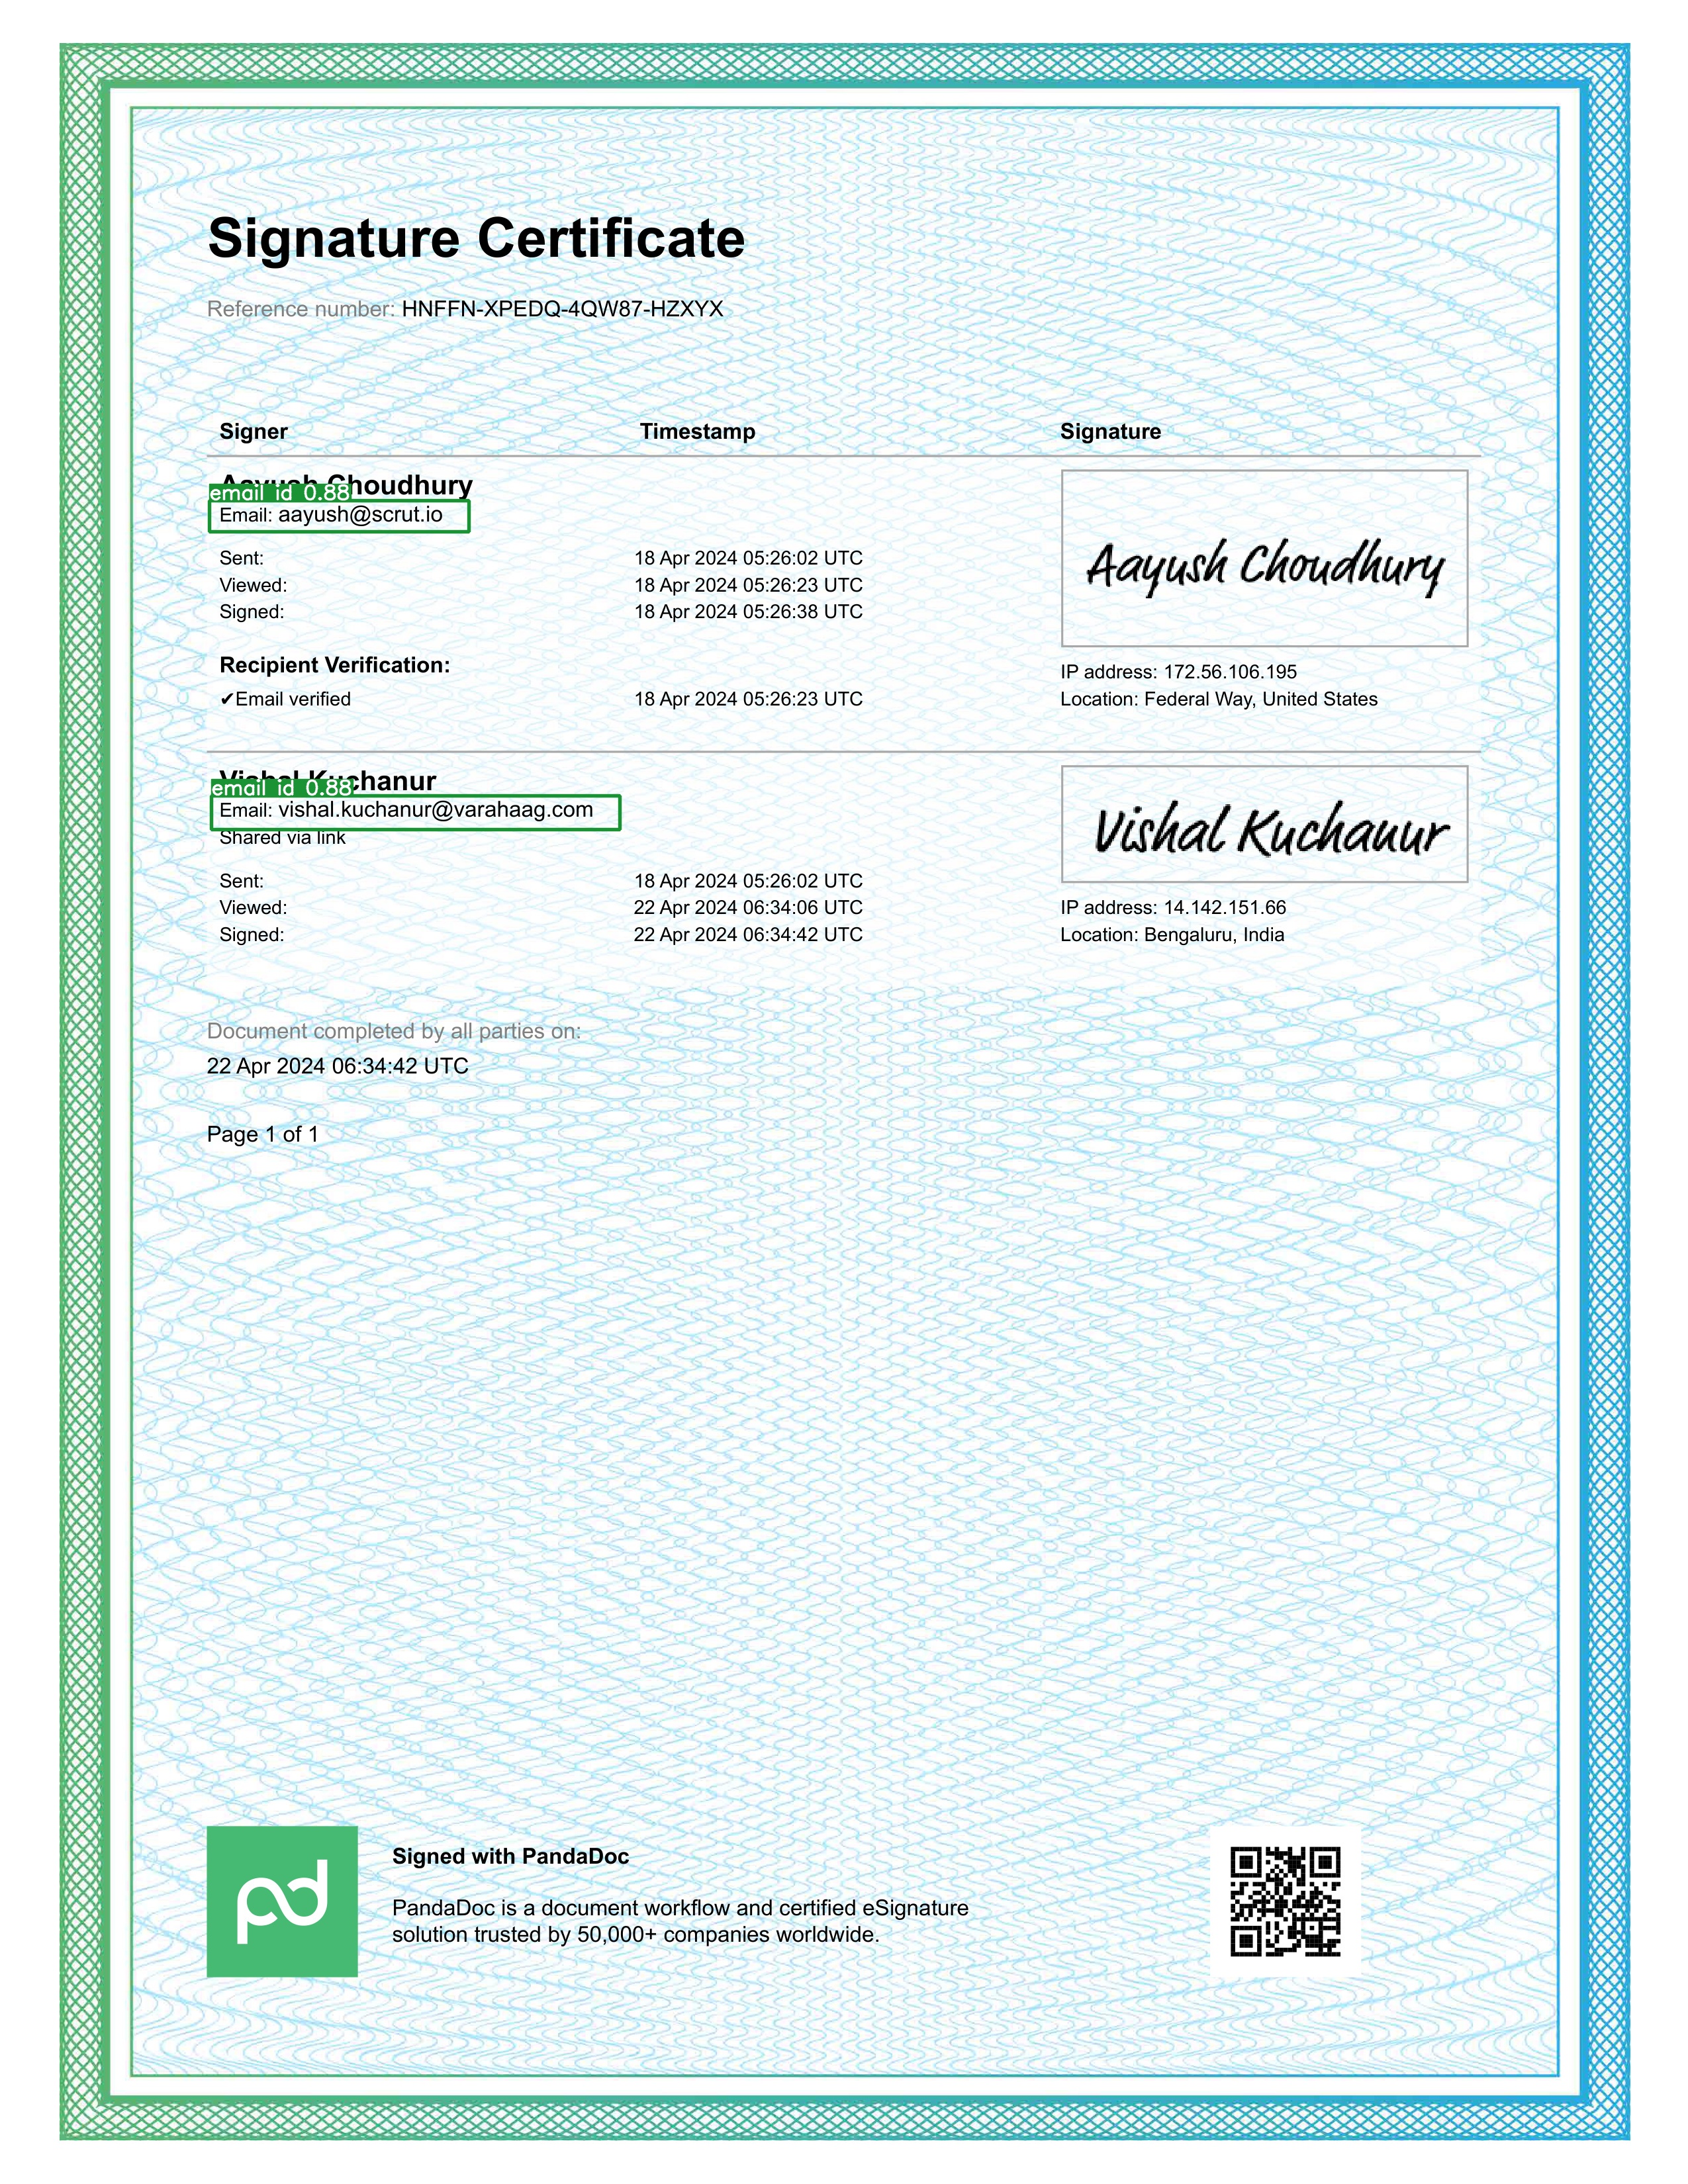 Signature Certificate
Reference number: HNFFN-XPEDQ-4QW87-HZXYX
Signer Timestamp Signature
Aayush Choudhury
email id 0.88
Email: aayush@scrut.io
Sent: 18 Apr 2024 05:26:02 UTC
Viewed: 18 Apr 2024 05:26:23 UTC
Signed: 18 Apr 2024 05:26:38 UTC
Aayush Choudhury
Recipient Verification:
✔Email verified 18 Apr 2024 05:26:23 UTC
IP address: 172.56.106.195
Location: Federal Way, United States
Vishal Kuchanur
email id 0.88
Email: vishal.kuchanur@varahaag.com
Shared via link
Vishal Kuchanur
Sent: 18 Apr 2024 05:26:02 UTC
Viewed: 22 Apr 2024 06:34:06 UTC
Signed: 22 Apr 2024 06:34:42 UTC
IP address: 14.142.151.66
Location: Bengaluru, India
Document completed by all parties on:
22 Apr 2024 06:34:42 UTC
Page 1 of 1
pd
Signed with PandaDoc
PandaDoc is a document workflow and certified eSignature
solution trusted by 50,000+ companies worldwide.